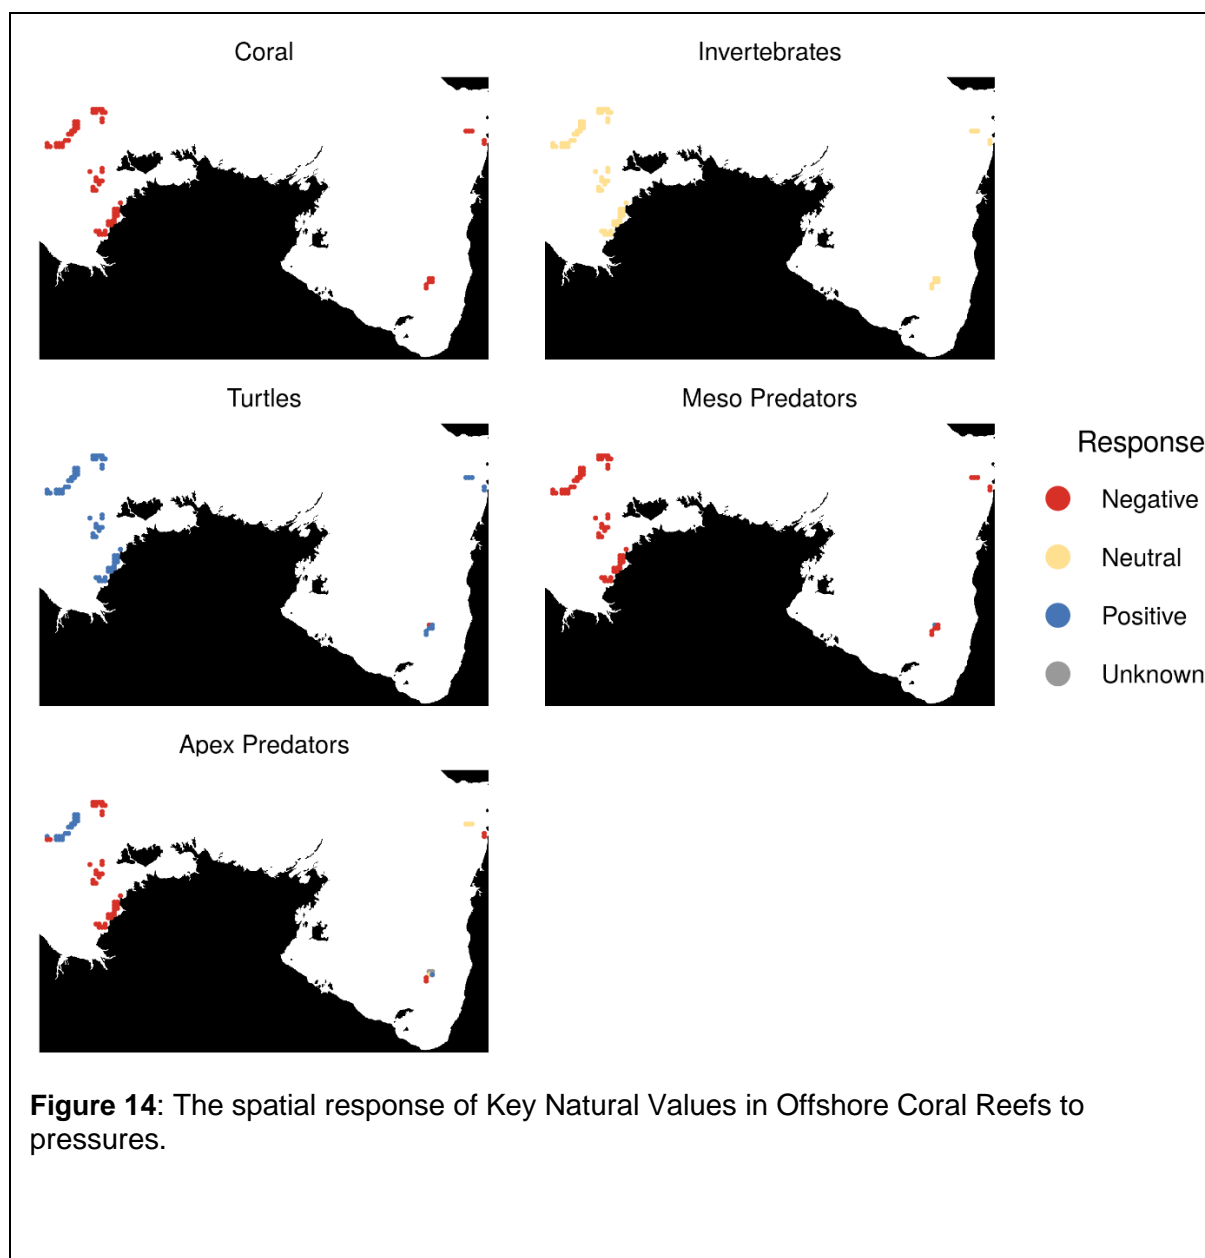 Coral
Invertebrates
Turtles
Meso Predators
Response
Negative
Neutral
Positive
Unknown
Apex Predators
Figure 14: The spatial response of Key Natural Values in Offshore Coral Reefs to
pressures.